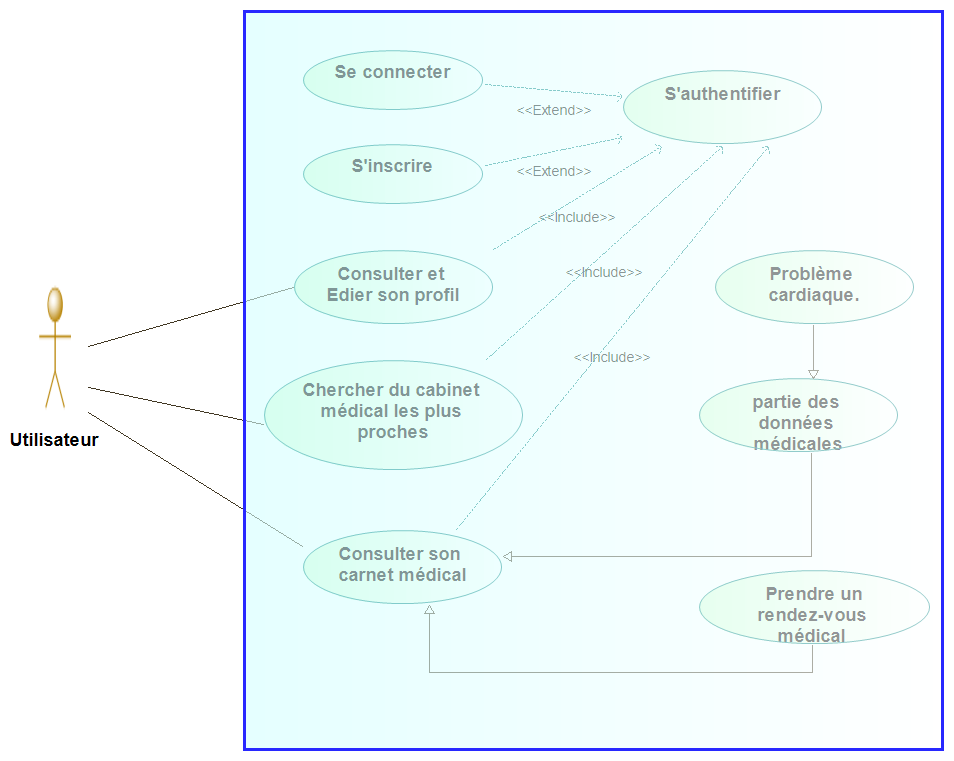 Se connecter
S'authentifier
<<Extend>>
S'inscrire
<<Extend>>
<<Include>>
Consulter et
Edier son profil
<<Include>>
Problème
cardiaque.
<<Include>>
Chercher du cabinet
médical les plus
proches
partie des
données
médicales
Utilisateur
Consulter son
carnet médical
Prendre un
rendez-vous
médical